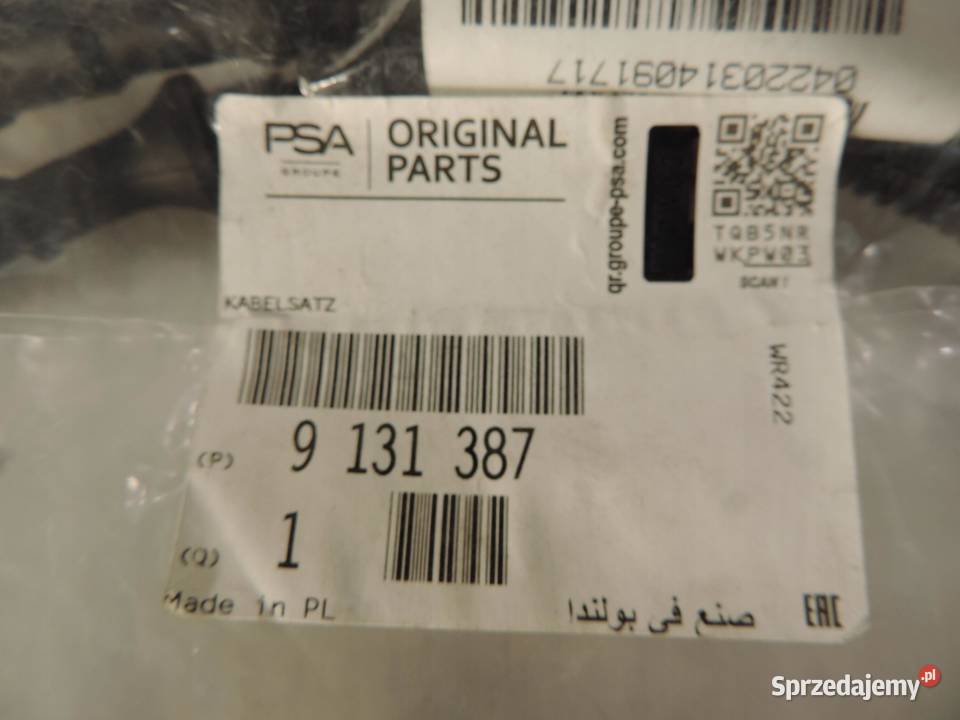 04220314091717
PSA
GROUPE
ORIGINAL
PARTS
qr.groupe-psa.com
TQB5NR
WKPW03
SCAN !
KABELSATZ
WR422
(P) 9 131 387
(Q) 1
Made in PL
صنع في بولندا
EAC
Sprzedajemy.pl